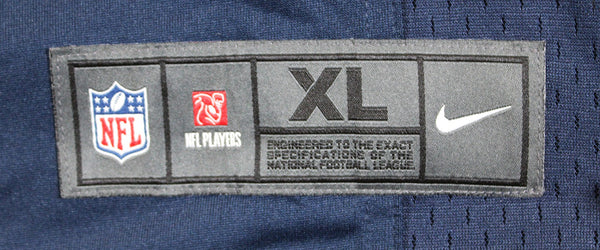 NFL
NFL PLAYERS
XL
ENGINEERED TO THE EXACT
SPECIFICATIONS OF THE
NATIONAL FOOTBALL LEAGUE.